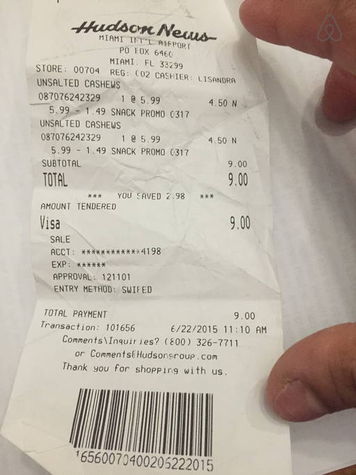 Hudson News
MIAMI INT'L AIRPORT
PO BOX 6460
MIAMI, FL 33299
STORE: 00704 REG: 002 CASHIER: LISANDRA
UNSALTED CASHEWS
087076242329 1 @ 5.99 4.50 N
5.99 - 1.49 SNACK PROMO 0317
UNSALTED CASHEWS
087076242329 1 @ 5.99 4.50 N
5.99 - 1.49 SNACK PROMO 0317
SUBTOTAL 9.00
TOTAL 9.00
*** YOU SAVED 2.98 ***
AMOUNT TENDERED
Visa 9.00
SALE
ACCT: ************4198
EXP: ******
APPROVAL: 121101
ENTRY METHOD: SWIPED
TOTAL PAYMENT 9.00
Transaction: 101656 6/22/2015 11:10 AM
Comments\Inquiries? (800) 326-7711
or Comments@Hudsongroup.com
Thank you for shopping with us.
16560070400206222015